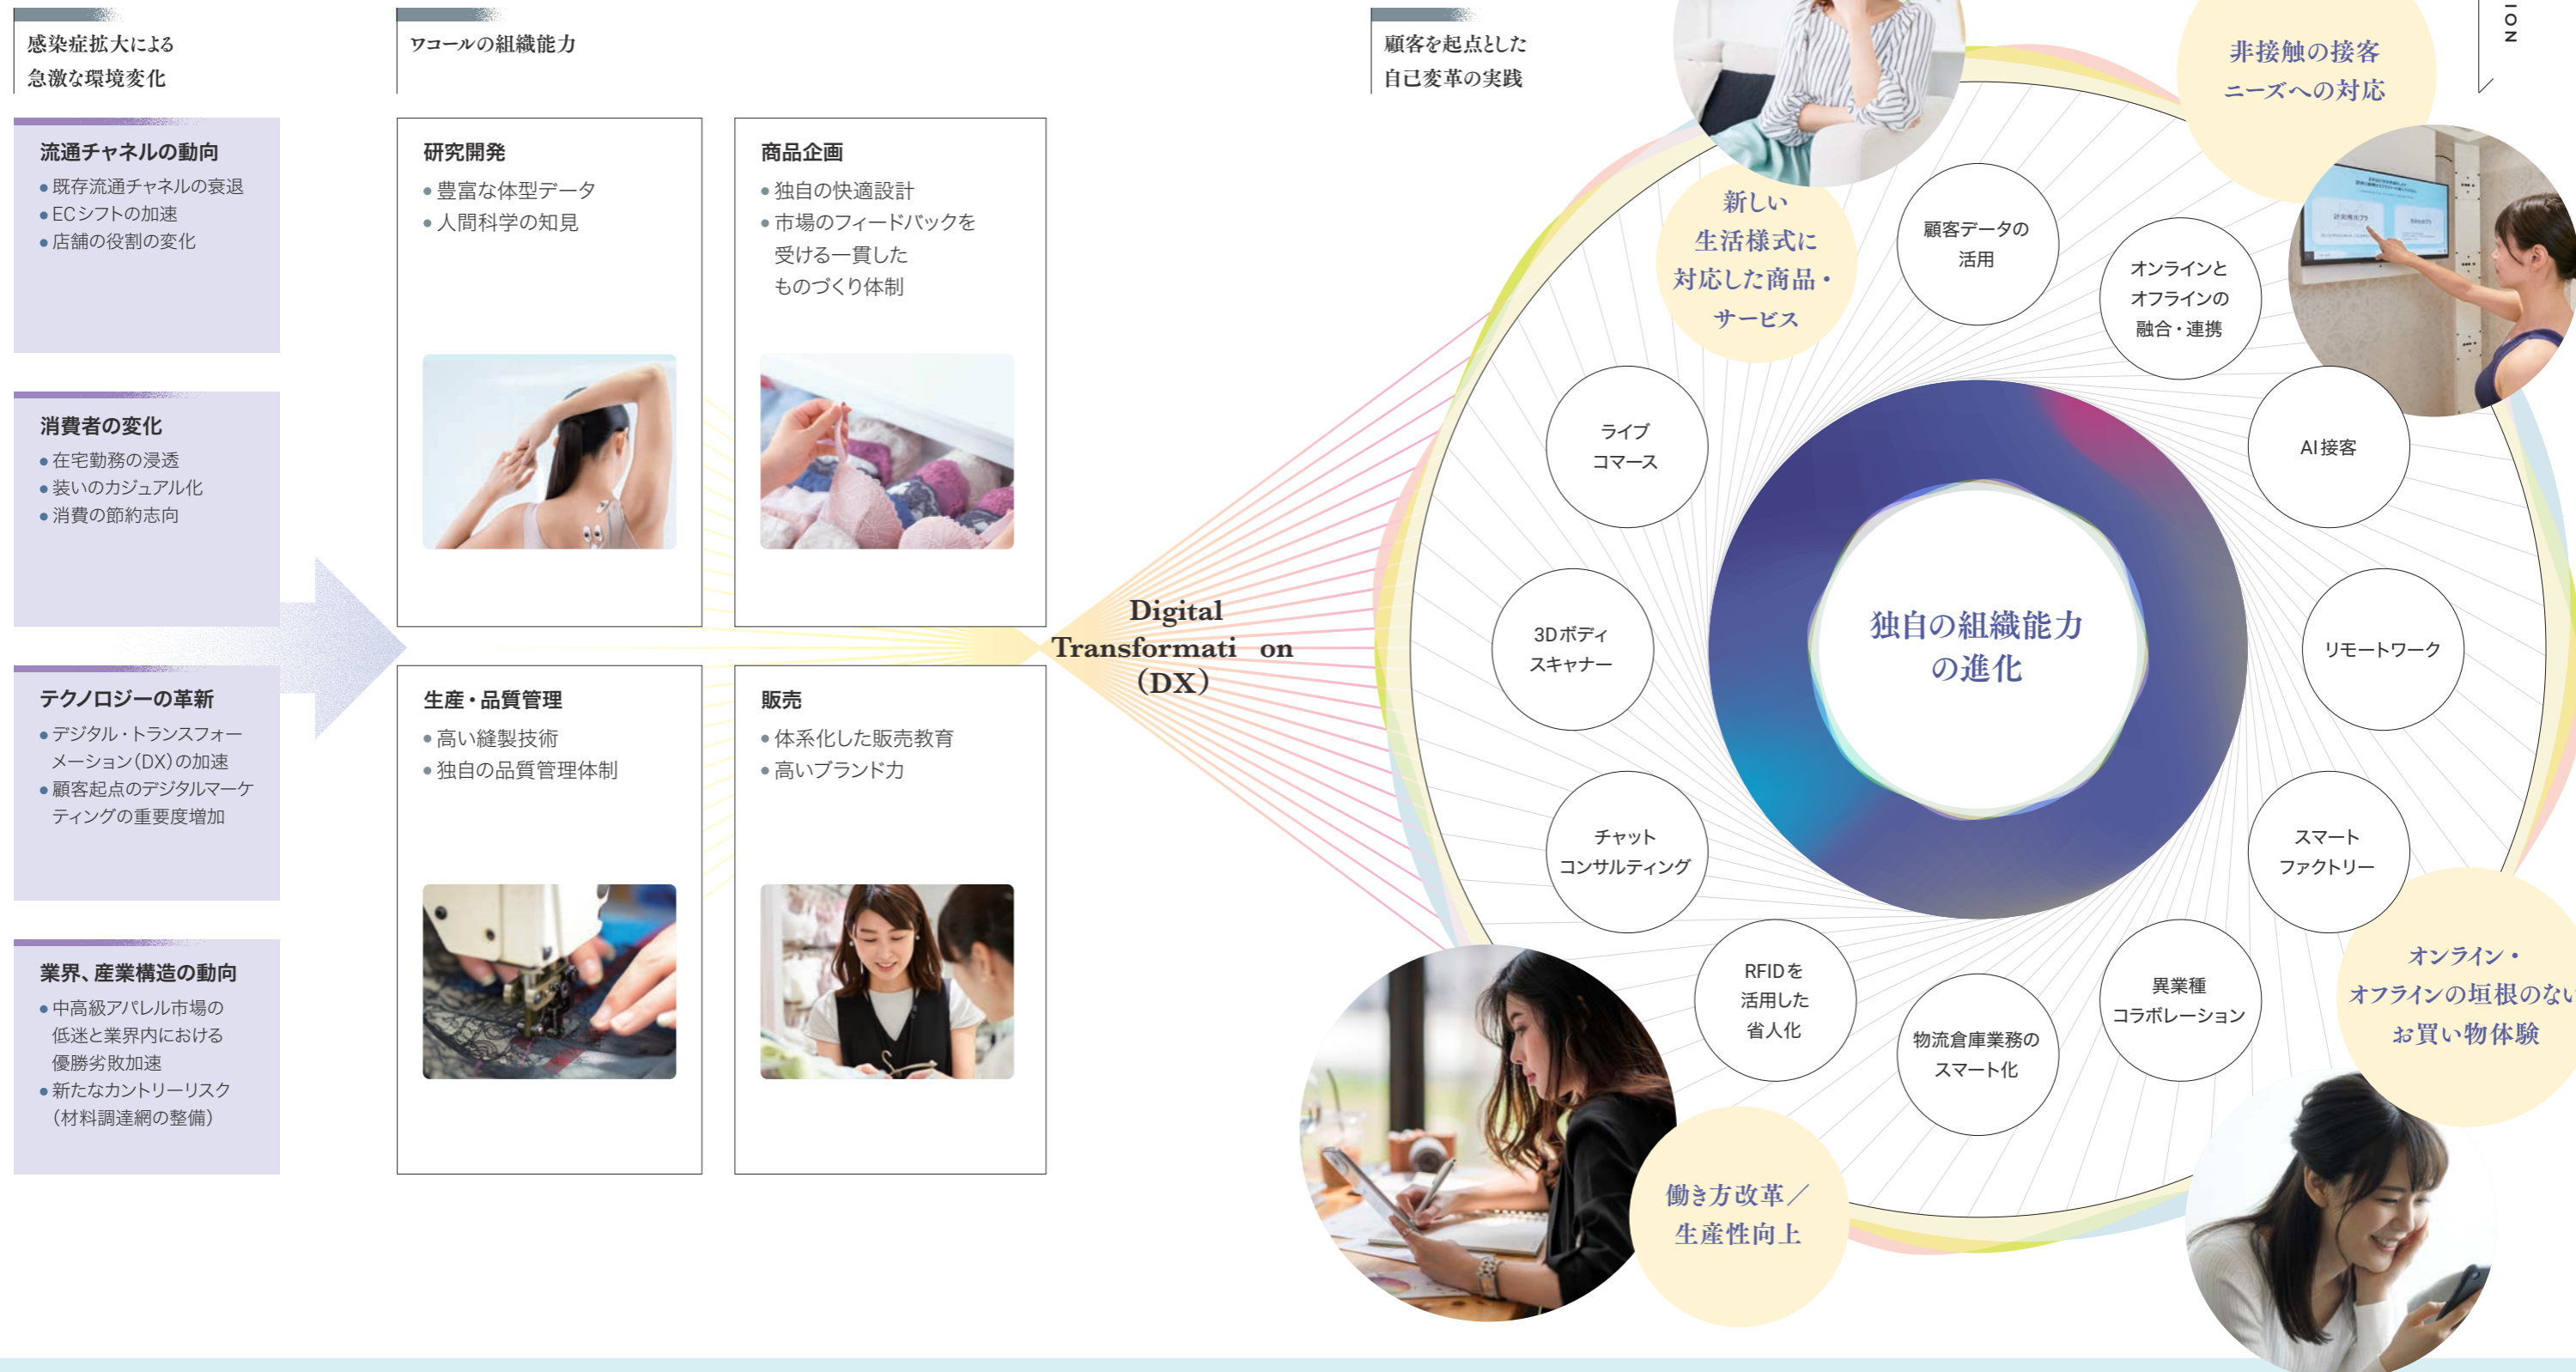 感染症拡大による
急激な環境変化
流通チャネルの動向
●既存流通チャネルの衰退
●ECシフトの加速
●店舗の役割の変化
消費者の変化
●在宅勤務の浸透
●装いのカジュアル化
●消費の節約志向
テクノロジーの革新
●デジタル・トランスフォー
メーション(DX)の加速
●顧客起点のデジタルマーケ
ティングの重要度増加
業界、産業構造の動向
●中高級アパレル市場の
低迷と業界内における
優勝劣敗加速
●新たなカントリーリスク
(材料調達網の整備)
ワコールの組織能力
研究開発
●豊富な体型データ
●人間科学の知見
商品企画
●独自の快適設計
●市場のフィードバックを
受ける一貫した
ものづくり体制
生産・品質管理
●高い縫製技術
●独自の品質管理体制
販売
●体系化した販売教育
●高いブランド力
Digital
Transformati on
(DX)
顧客を起点とした
自己変革の実践
ION
非接触の接客
ニーズへの対応
新しい
生活様式に
対応した商品・
サービス
顧客データの
活用
オンラインと
オフラインの
融合・連携
AI接客
リモートワーク
スマート
ファクトリー
異業種
コラボレーション
物流倉庫業務の
スマート化
RFIDを
活用した
省人化
チャット
コンサルティング
3Dボディ
スキャナー
ライブ
コマース
独自の組織能力
の進化
オンライン・
オフラインの垣根のない
お買い物体験
働き方改革／
生産性向上